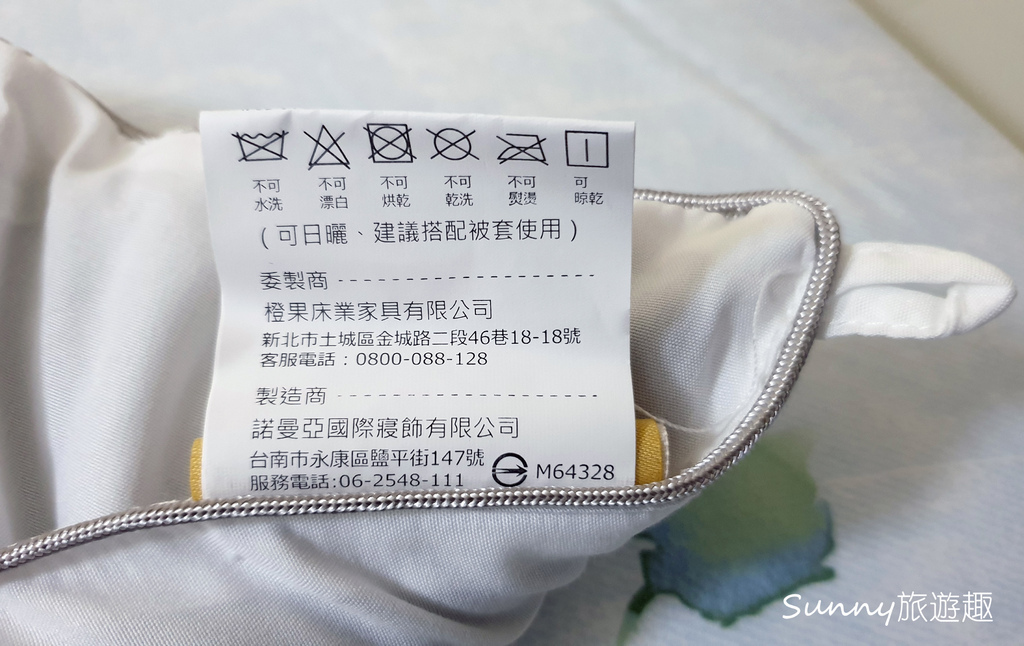 不可 不可 不可 不可 不可 可
水洗 漂白 烘乾 乾洗 熨燙 晾乾
(可日曬、建議搭配被套使用)
委製商
橙果床業家具有限公司
新北市土城區金城路二段46巷18-18號
客服電話：0800-088-128
製造商
諾曼亞國際寢飾有限公司
台南市永康區鹽平街147號
服務電話:06-2548-111
M64328
Sunny旅遊趣